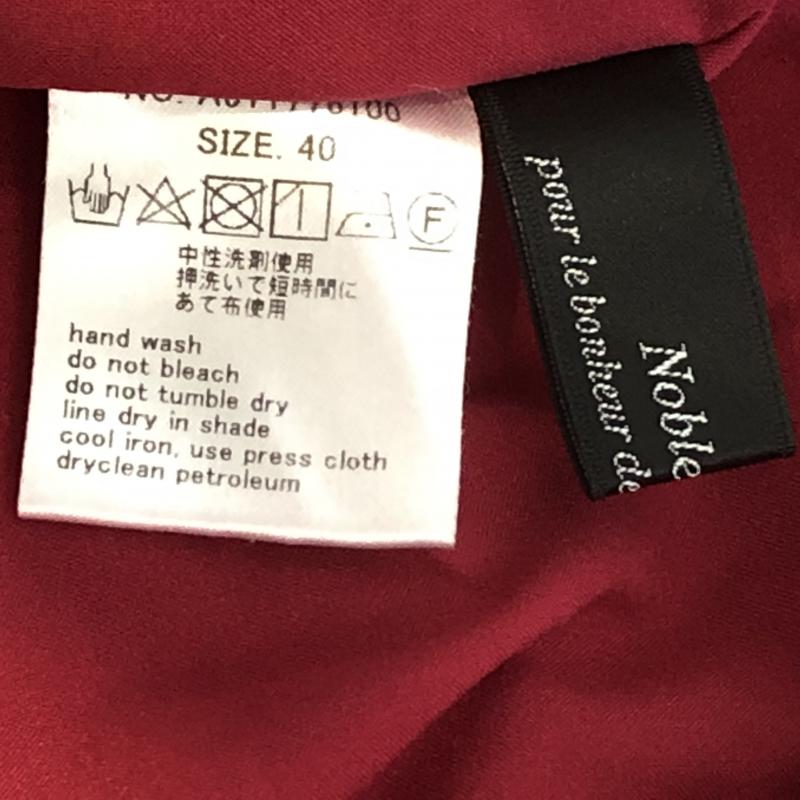 SIZE. 40
F
中性洗剤使用
押洗いで短時間に
あて布使用
hand wash
do not bleach
do not tumble dry
line dry in shade
cool iron, use press cloth
dryclean petroleum
Noble
pour le bonheur de